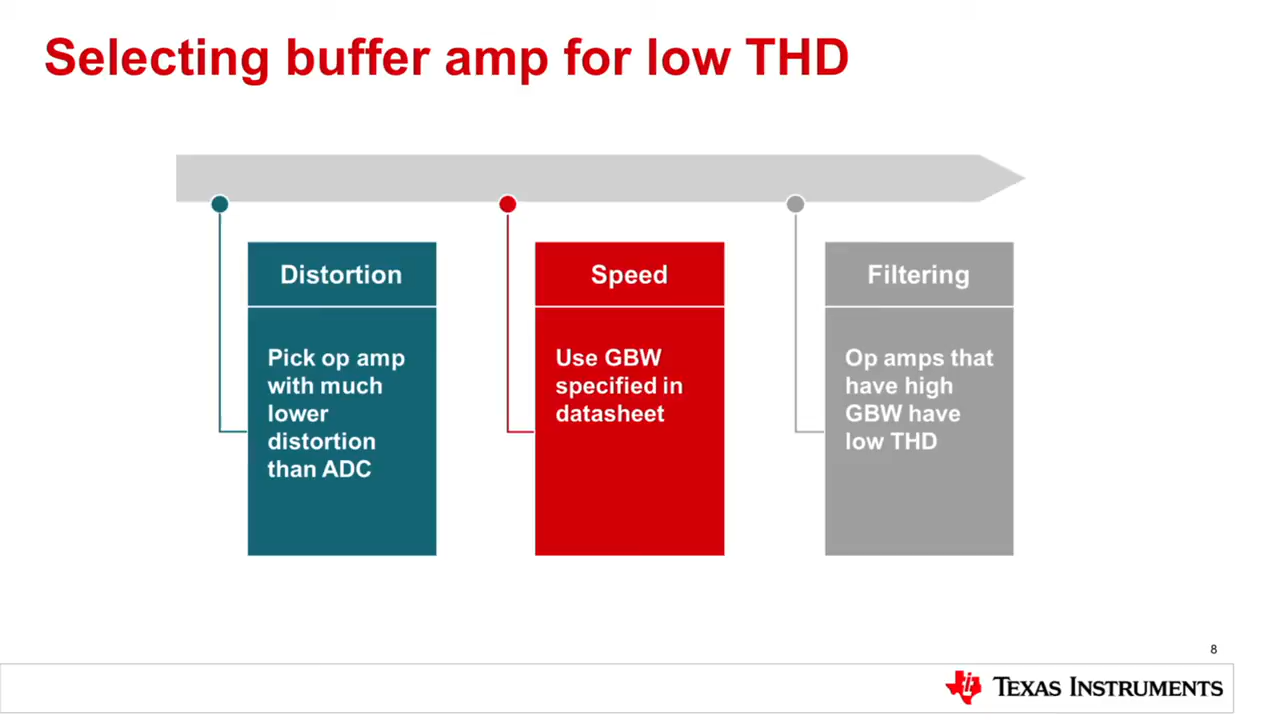 Selecting buffer amp for low THD
Distortion
Pick op amp
with much
lower
distortion
than ADC
Speed
Use GBW
specified in
datasheet
Filtering
Op amps that
have high
GBW have
low THD
8
TEXAS INSTRUMENTS